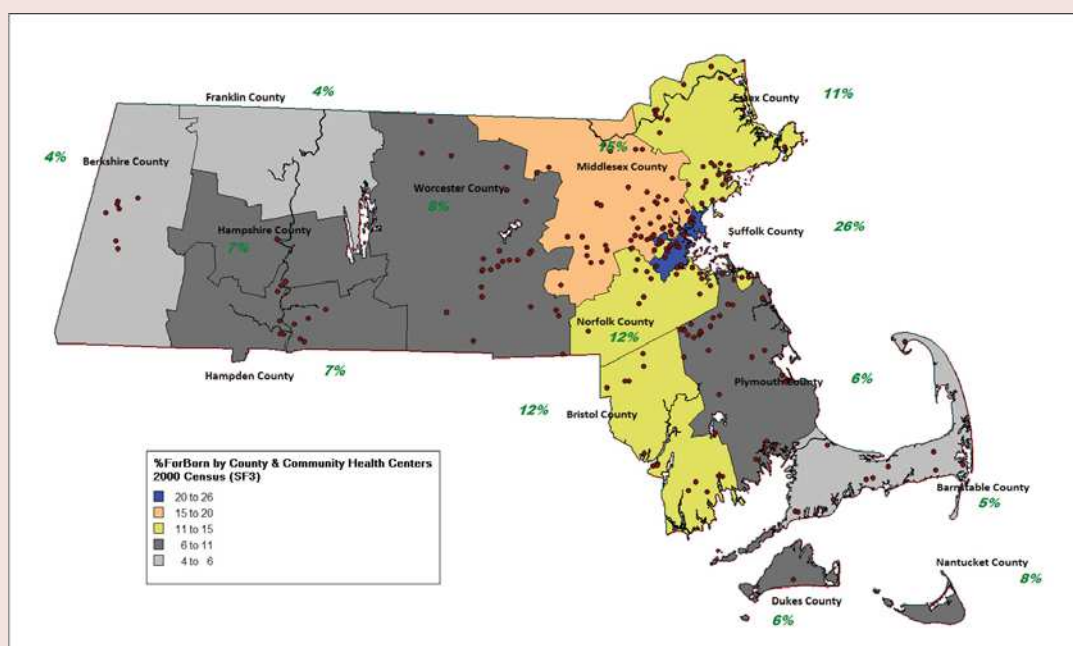 Franklin County
4%
Essex County
11%
4%
Berkshire County
15%
Middlesex County
Worcester County
8%
Hampshire County
7%
Suffolk County
26%
Norfolk County
12%
Hampden County
7%
Plymouth County
6%
12%
Bristol County
%ForBorn by County & Community Health Centers
2000 Census (SF3)
20 to 26
15 to 20
11 to 15
6 to 11
4 to 6
Barnstable County
5%
Nantucket County
8%
Dukes County
6%